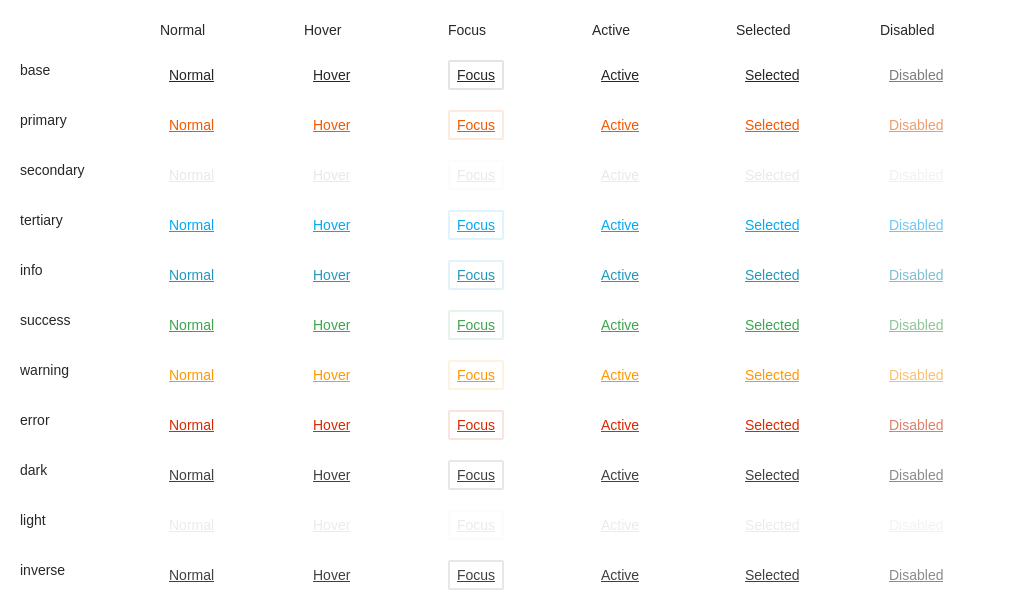 Normal Hover Focus Active Selected Disabled
base Normal Hover Focus Active Selected Disabled
primary Normal Hover Focus Active Selected Disabled
secondary Normal Hover Focus Active Selected Disabled
tertiary Normal Hover Focus Active Selected Disabled
info Normal Hover Focus Active Selected Disabled
success Normal Hover Focus Active Selected Disabled
warning Normal Hover Focus Active Selected Disabled
error Normal Hover Focus Active Selected Disabled
dark Normal Hover Focus Active Selected Disabled
light Normal Hover Focus Active Selected Disabled
inverse Normal Hover Focus Active Selected Disabled